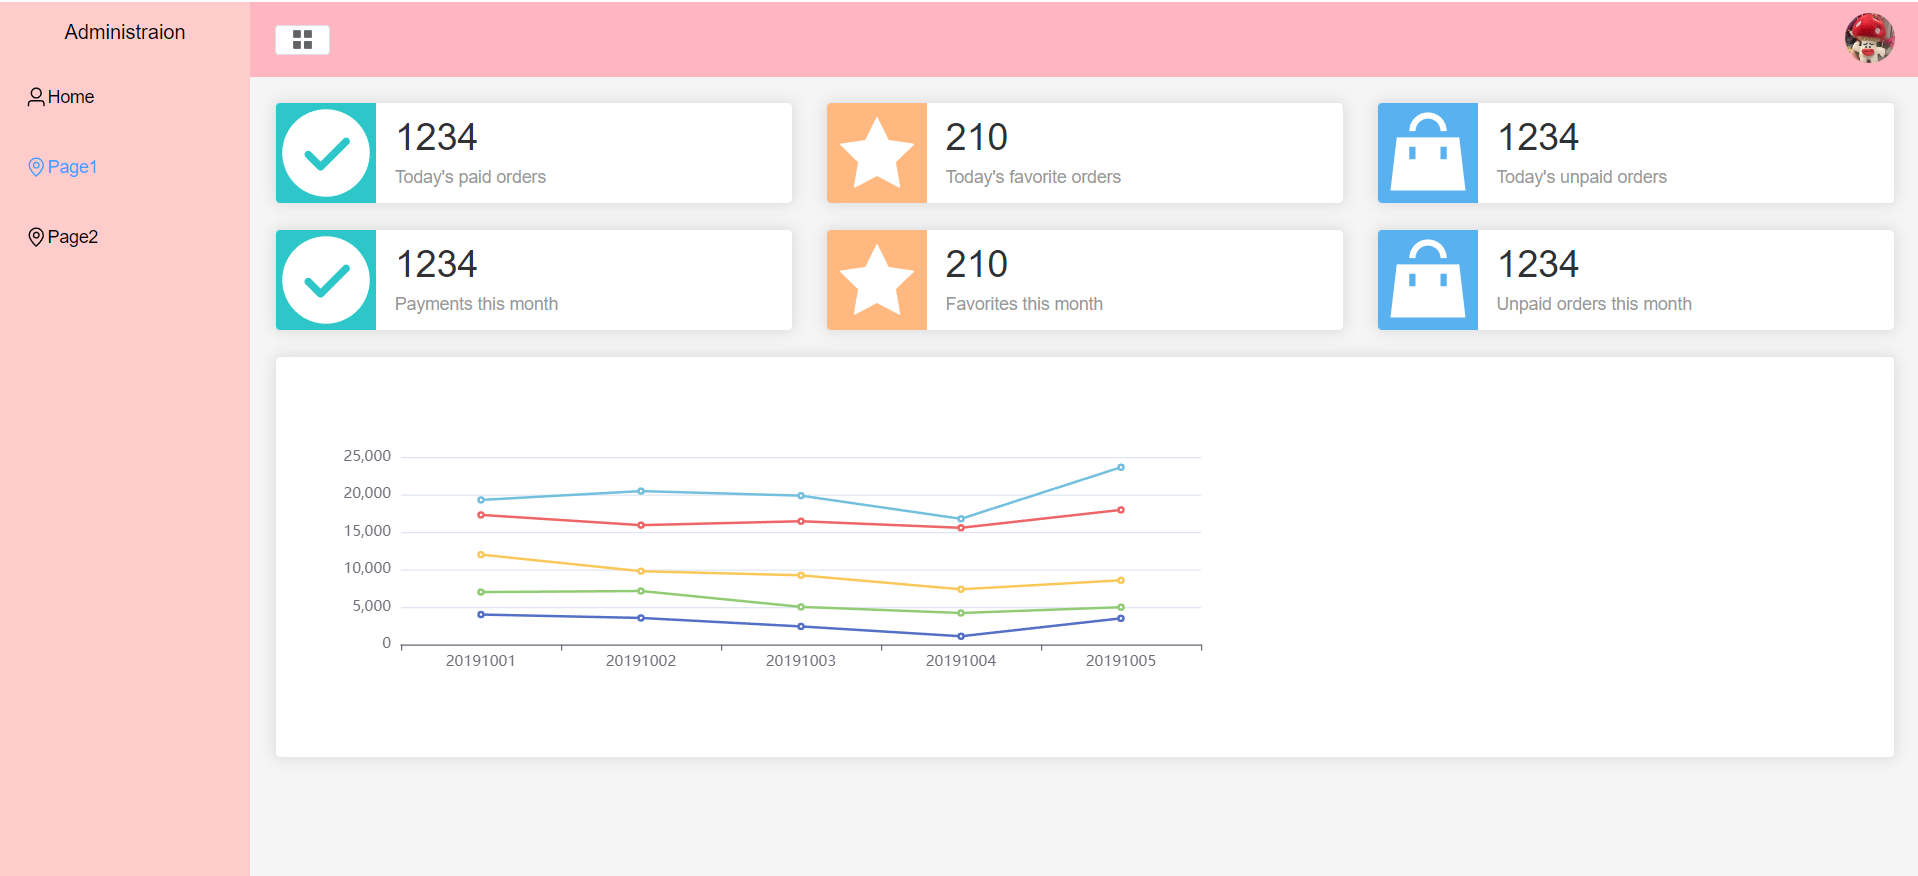 Administraion
Home
Page1
Page2
1234
Today's paid orders
210
Today's favorite orders
1234
Today's unpaid orders
1234
Payments this month
210
Favorites this month
1234
Unpaid orders this month
25,000
20,000
15,000
10,000
5,000
0
20191001 20191002 20191003 20191004 20191005